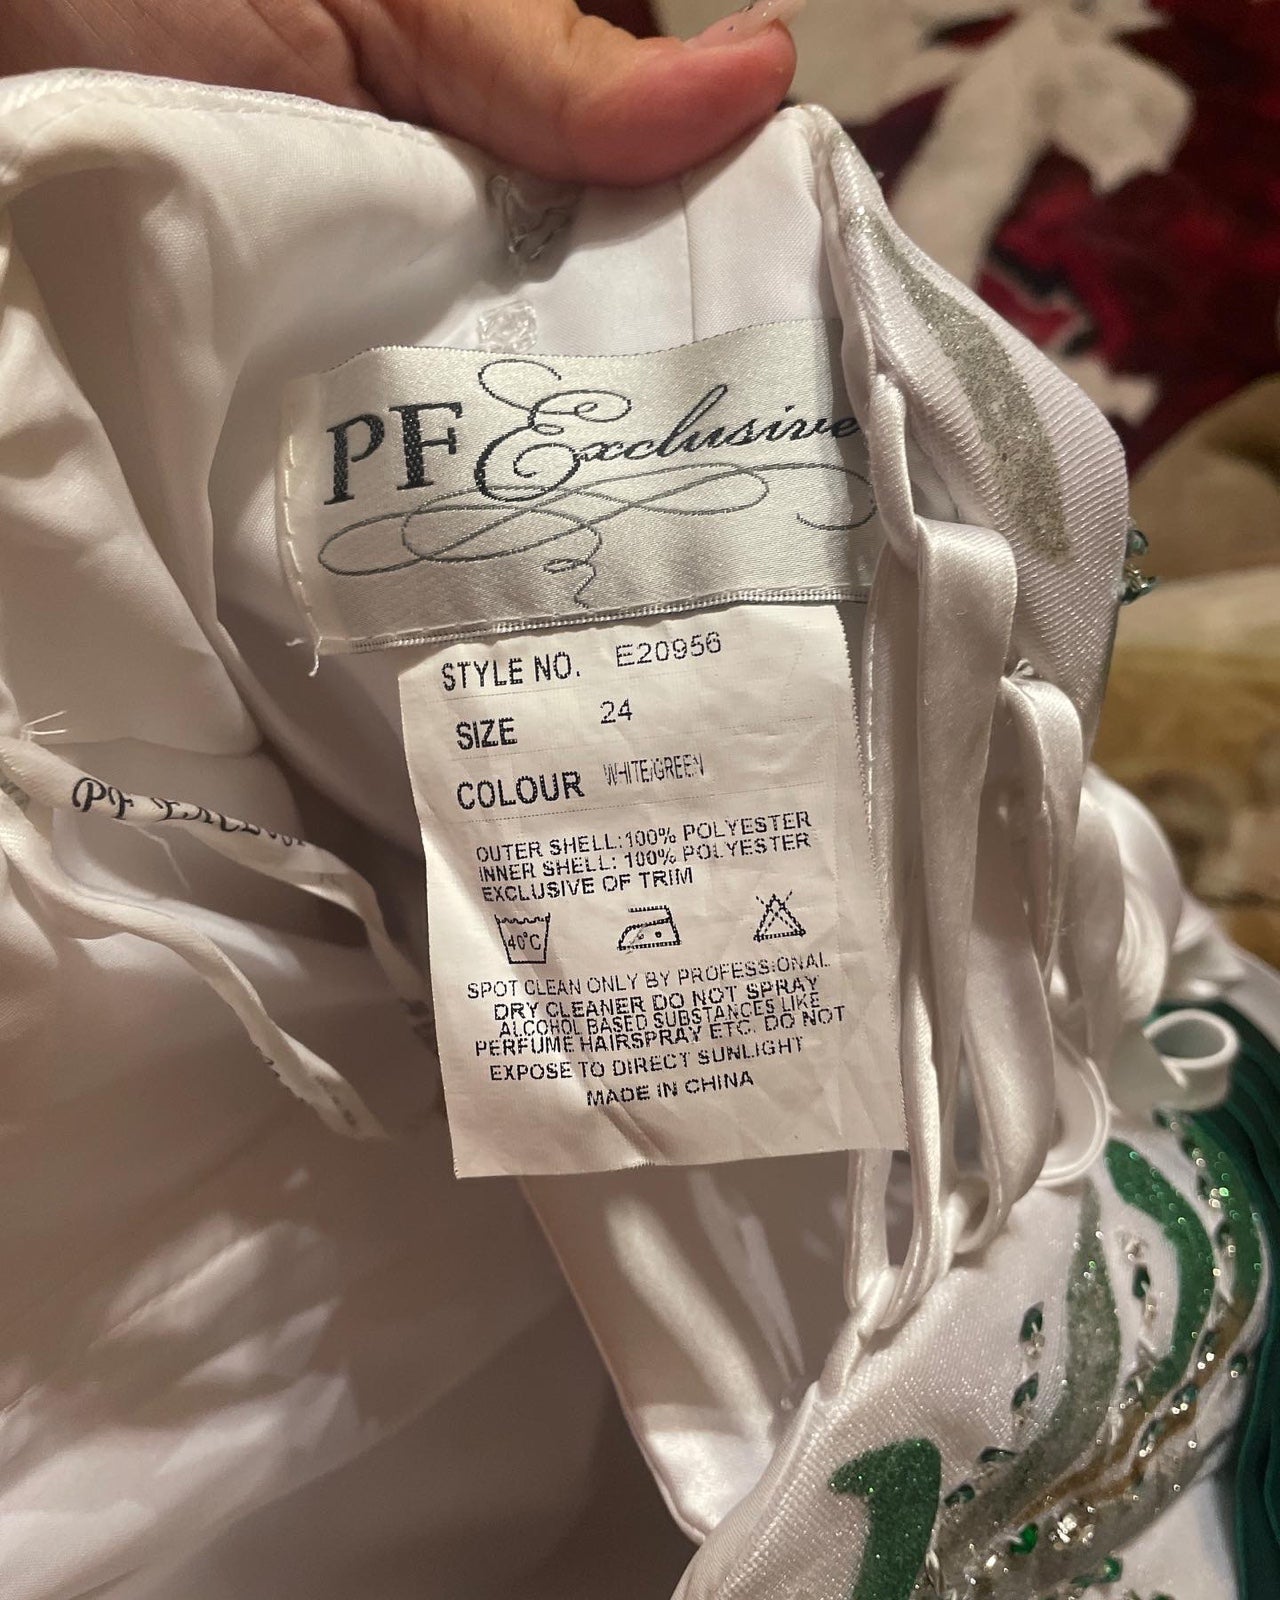 PF Exclusive
STYLE NO. E20956
SIZE 24
COLOUR WHITE/GREEN
OUTER SHELL:100% POLYESTER
INNER SHELL: 100% POLYESTER
EXCLUSIVE OF TRIM
40°C
SPOT CLEAN ONLY BY PROFESSIONAL
DRY CLEANER DO NOT SPRAY
ALCOHOL BASED SUBSTANCES LIKE
PERFUME HAIRSPRAY ETC. DO NOT
EXPOSE TO DIRECT SUNLIGHT
MADE IN CHINA
PF